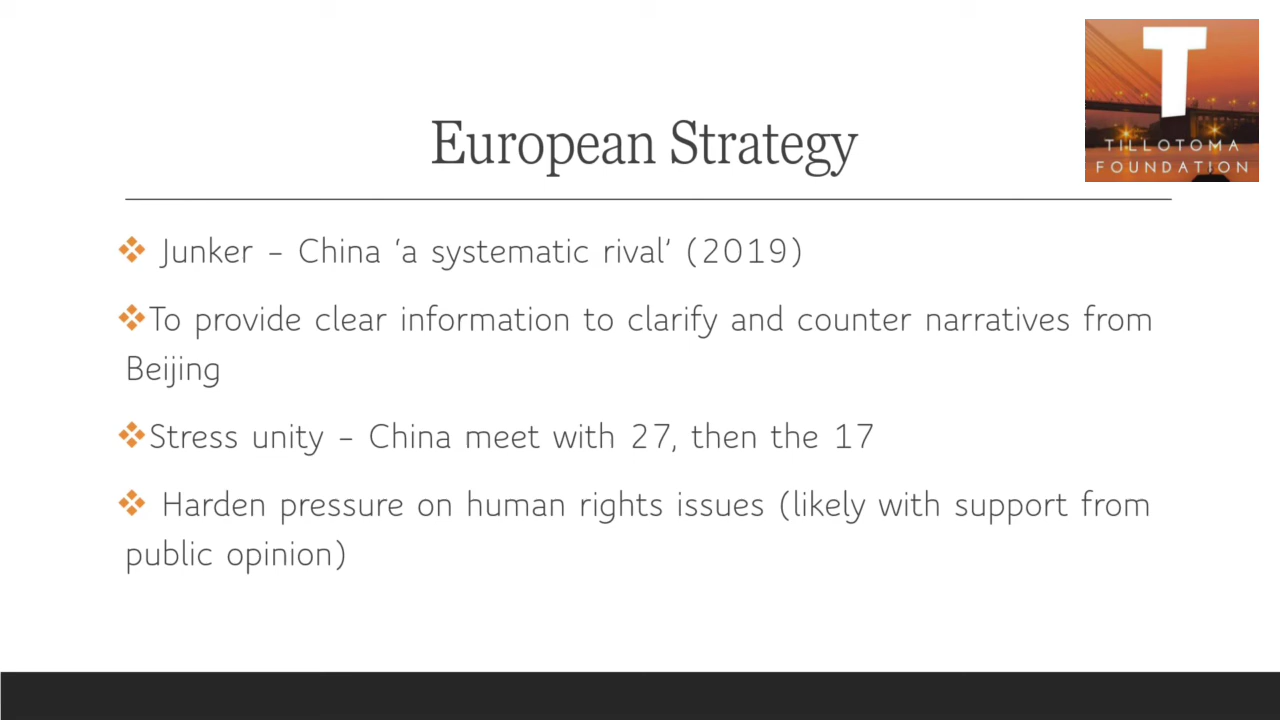 T
TILLOTOMA
FOUNDATION
European Strategy
Junker – China ‘a systematic rival’ (2019)
To provide clear information to clarify and counter narratives from
Beijing
Stress unity – China meet with 27, then the 17
Harden pressure on human rights issues (likely with support from
public opinion)